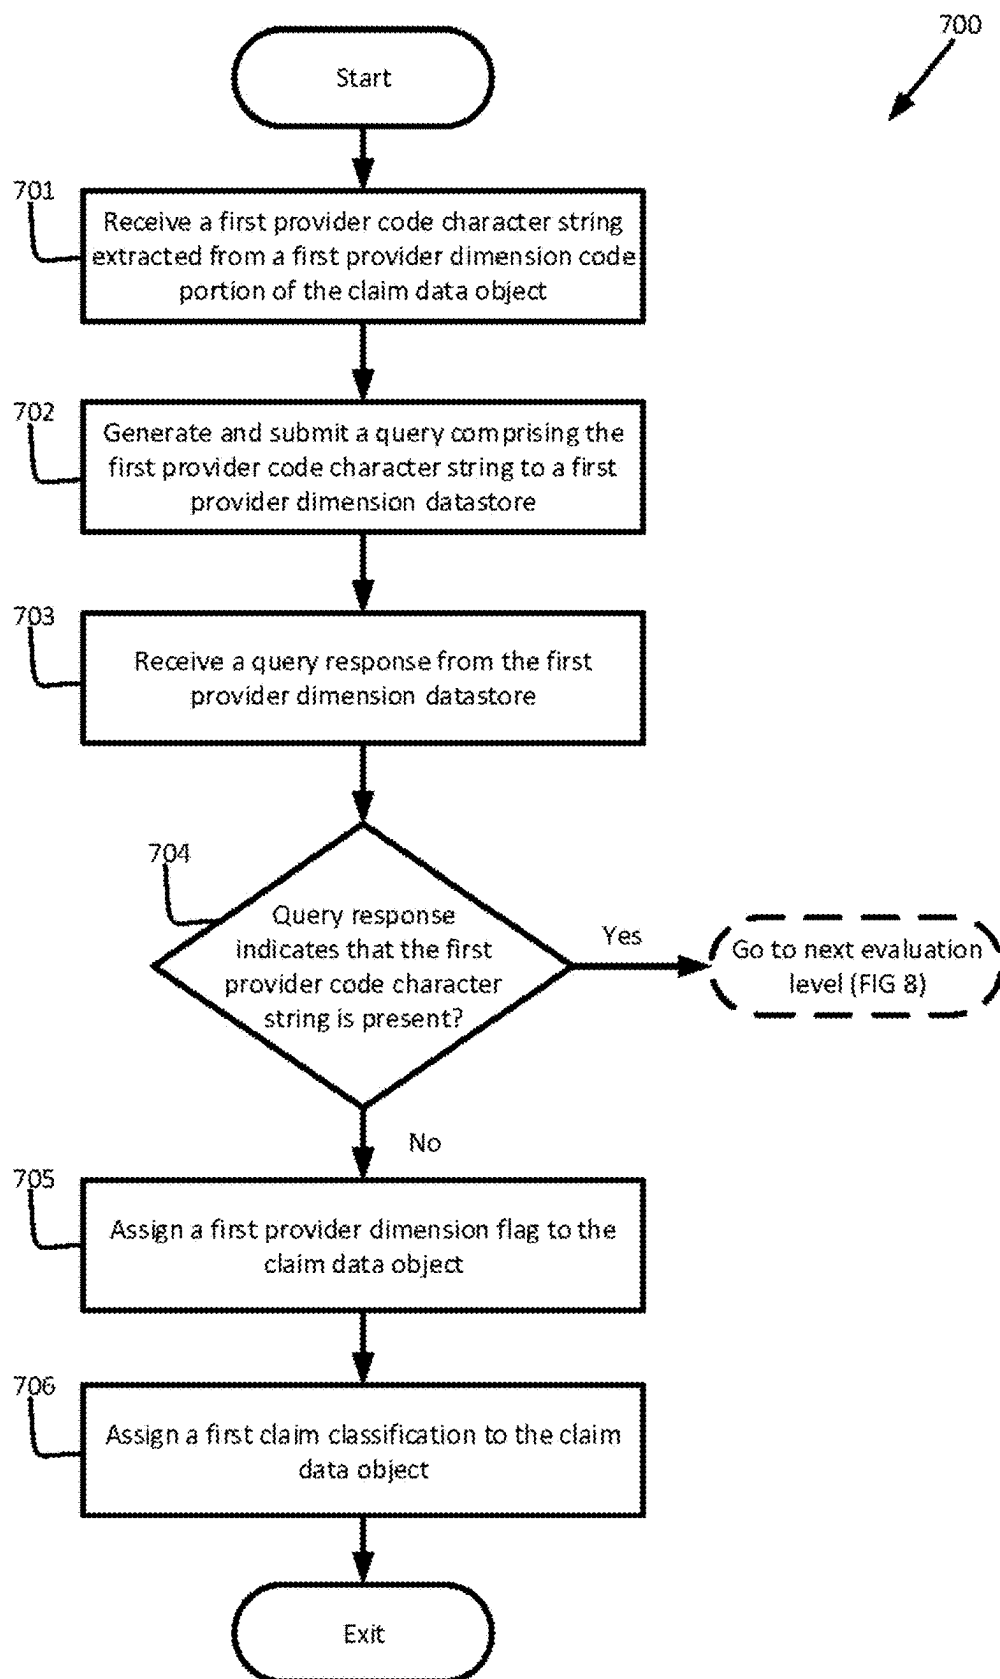 700
Start
701
Receive a first provider code character string
extracted from a first provider dimension code
portion of the claim data object
702
Generate and submit a query comprising the
first provider code character string to a first
provider dimension datastore
703
Receive a query response from the first
provider dimension datastore
704
Query response
indicates that the first
provider code character
string is present?
Yes
Go to next evaluation
level (FIG 8)
No
705
Assign a first provider dimension flag to the
claim data object
706
Assign a first claim classification to the claim
data object
Exit